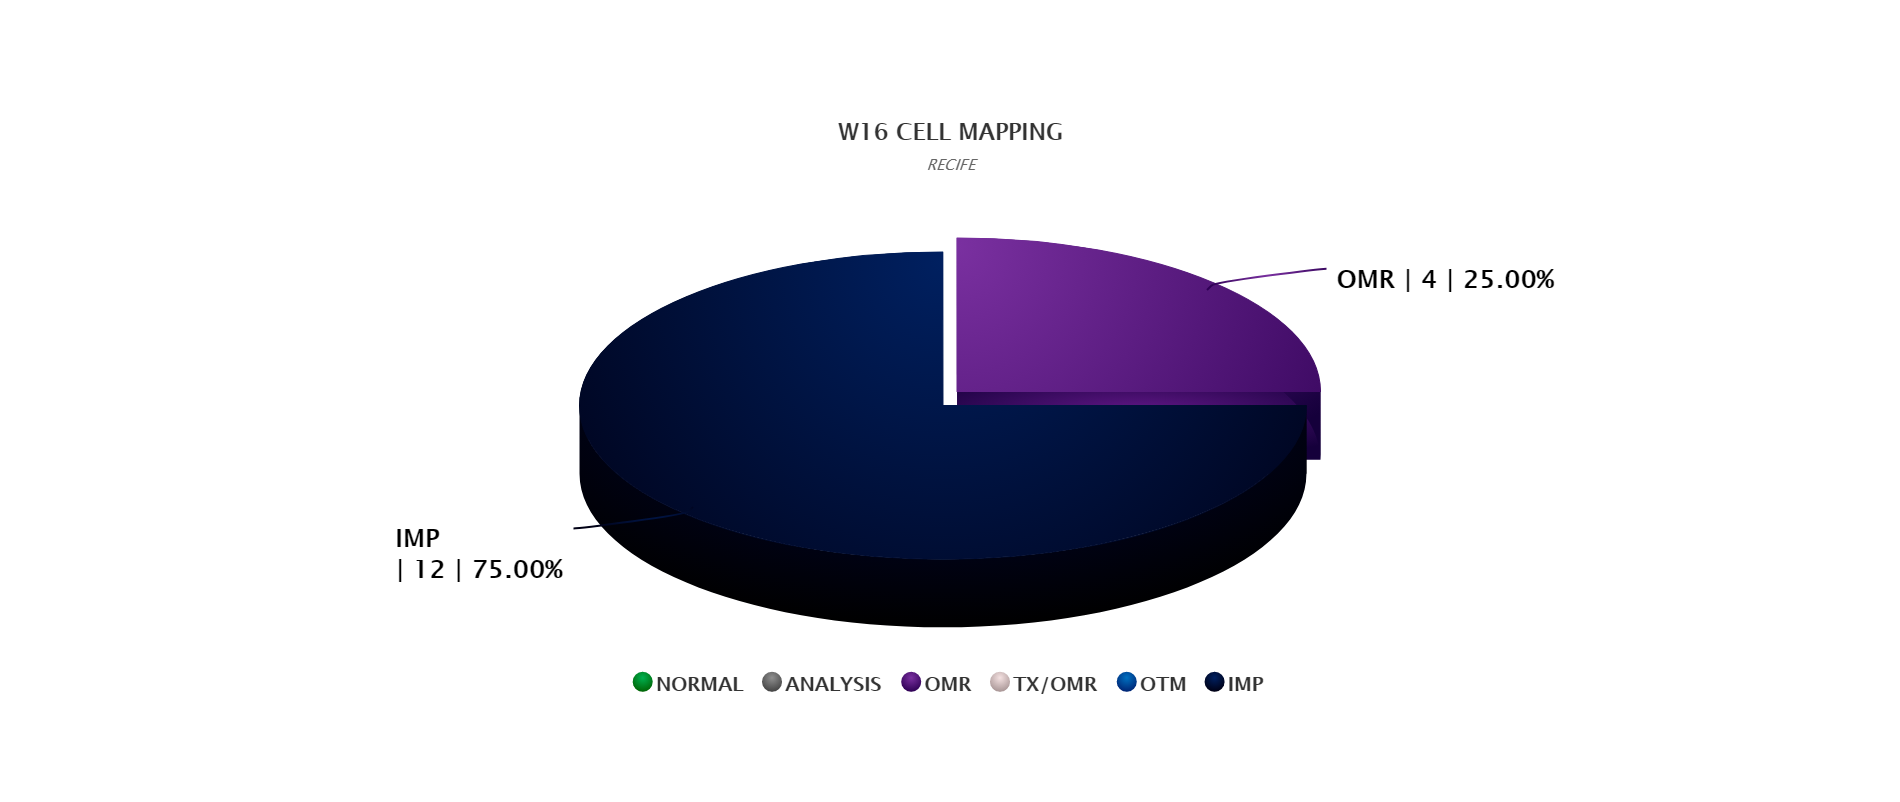 W16 CELL MAPPING
RECIFE
OMR | 4 | 25.00%
IMP
| 12 | 75.00%
NORMAL ANALYSIS OMR TX/OMR OTM IMP